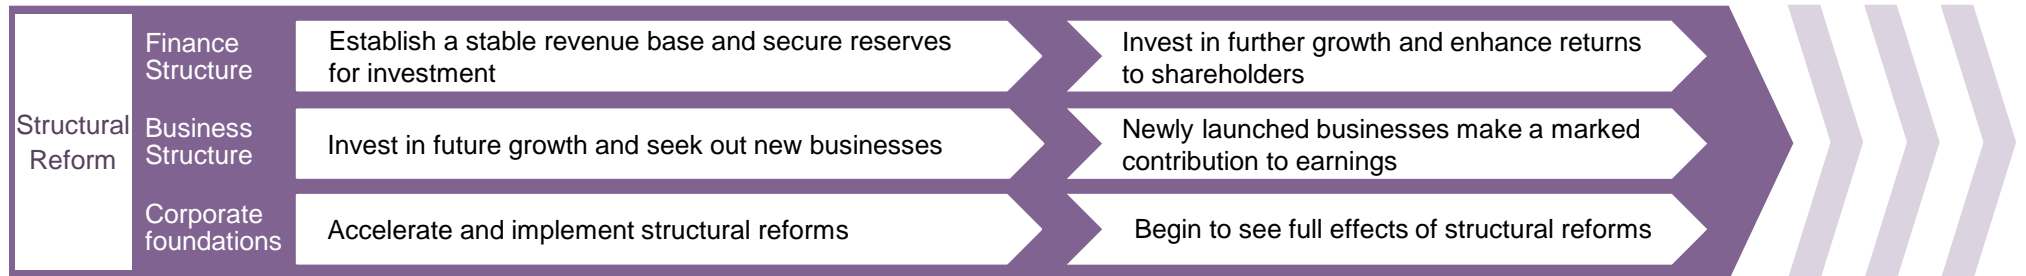 Structural
Reform
Finance
Structure
Establish a stable revenue base and secure reserves
for investment
Invest in further growth and enhance returns
to shareholders
Business
Structure
Invest in future growth and seek out new businesses
Newly launched businesses make a marked
contribution to earnings
Corporate
foundations
Accelerate and implement structural reforms
Begin to see full effects of structural reforms